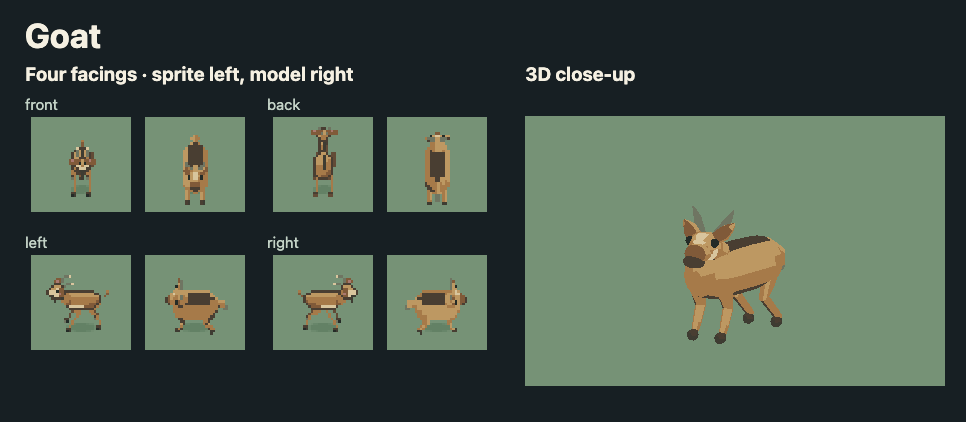 Goat
Four facings · sprite left, model right
3D close-up
front
back
left
right